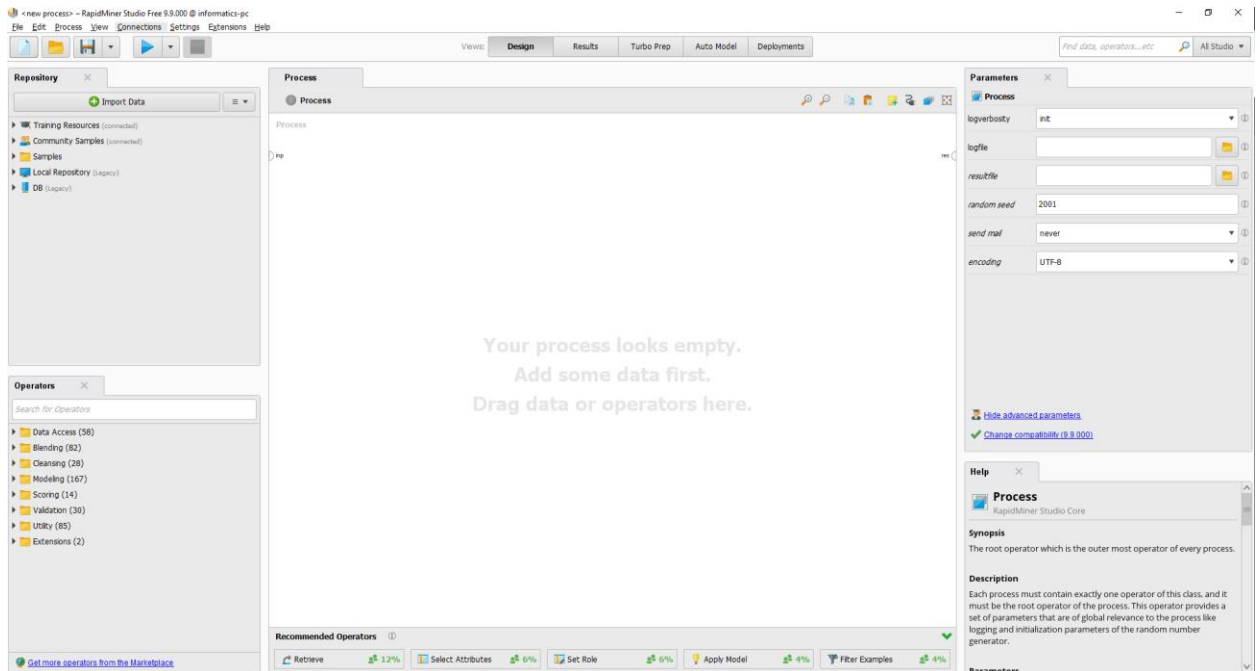 <new process> – RapidMiner Studio Free 9.9.000 @ informatics-pc
File Edit Process View Connections Settings Extensions Help
Views: Design Results Turbo Prep Auto Model Deployments
Find data, operators...etc All Studio
Repository
Import Data
Training Resources (connected)
Community Samples (connected)
Samples
Local Repository (Legacy)
DB (Legacy)
Operators
Search for Operators
Data Access (58)
Blending (82)
Cleansing (28)
Modeling (167)
Scoring (14)
Validation (30)
Utility (85)
Extensions (2)
Get more operators from the Marketplace
Process
Process
Process
inp
res
Your process looks empty.
Add some data first.
Drag data or operators here.
Recommended Operators
Retrieve 12% Select Attributes 6% Set Role 6% Apply Model 4% Filter Examples 4%
Parameters
Process
logverbosity init
logfile
resultfile
random seed 2001
send mail never
encoding UTF-8
Hide advanced parameters
Change compatibility (9.9.000)
Help
Process
RapidMiner Studio Core
Synopsis
The root operator which is the outer most operator of every process.
Description
Each process must contain exactly one operator of this class, and it
must be the root operator of the process. This operator provides a
set of parameters that are of global relevance to the process like
logging and initialization parameters of the random number
generator.
Parameters